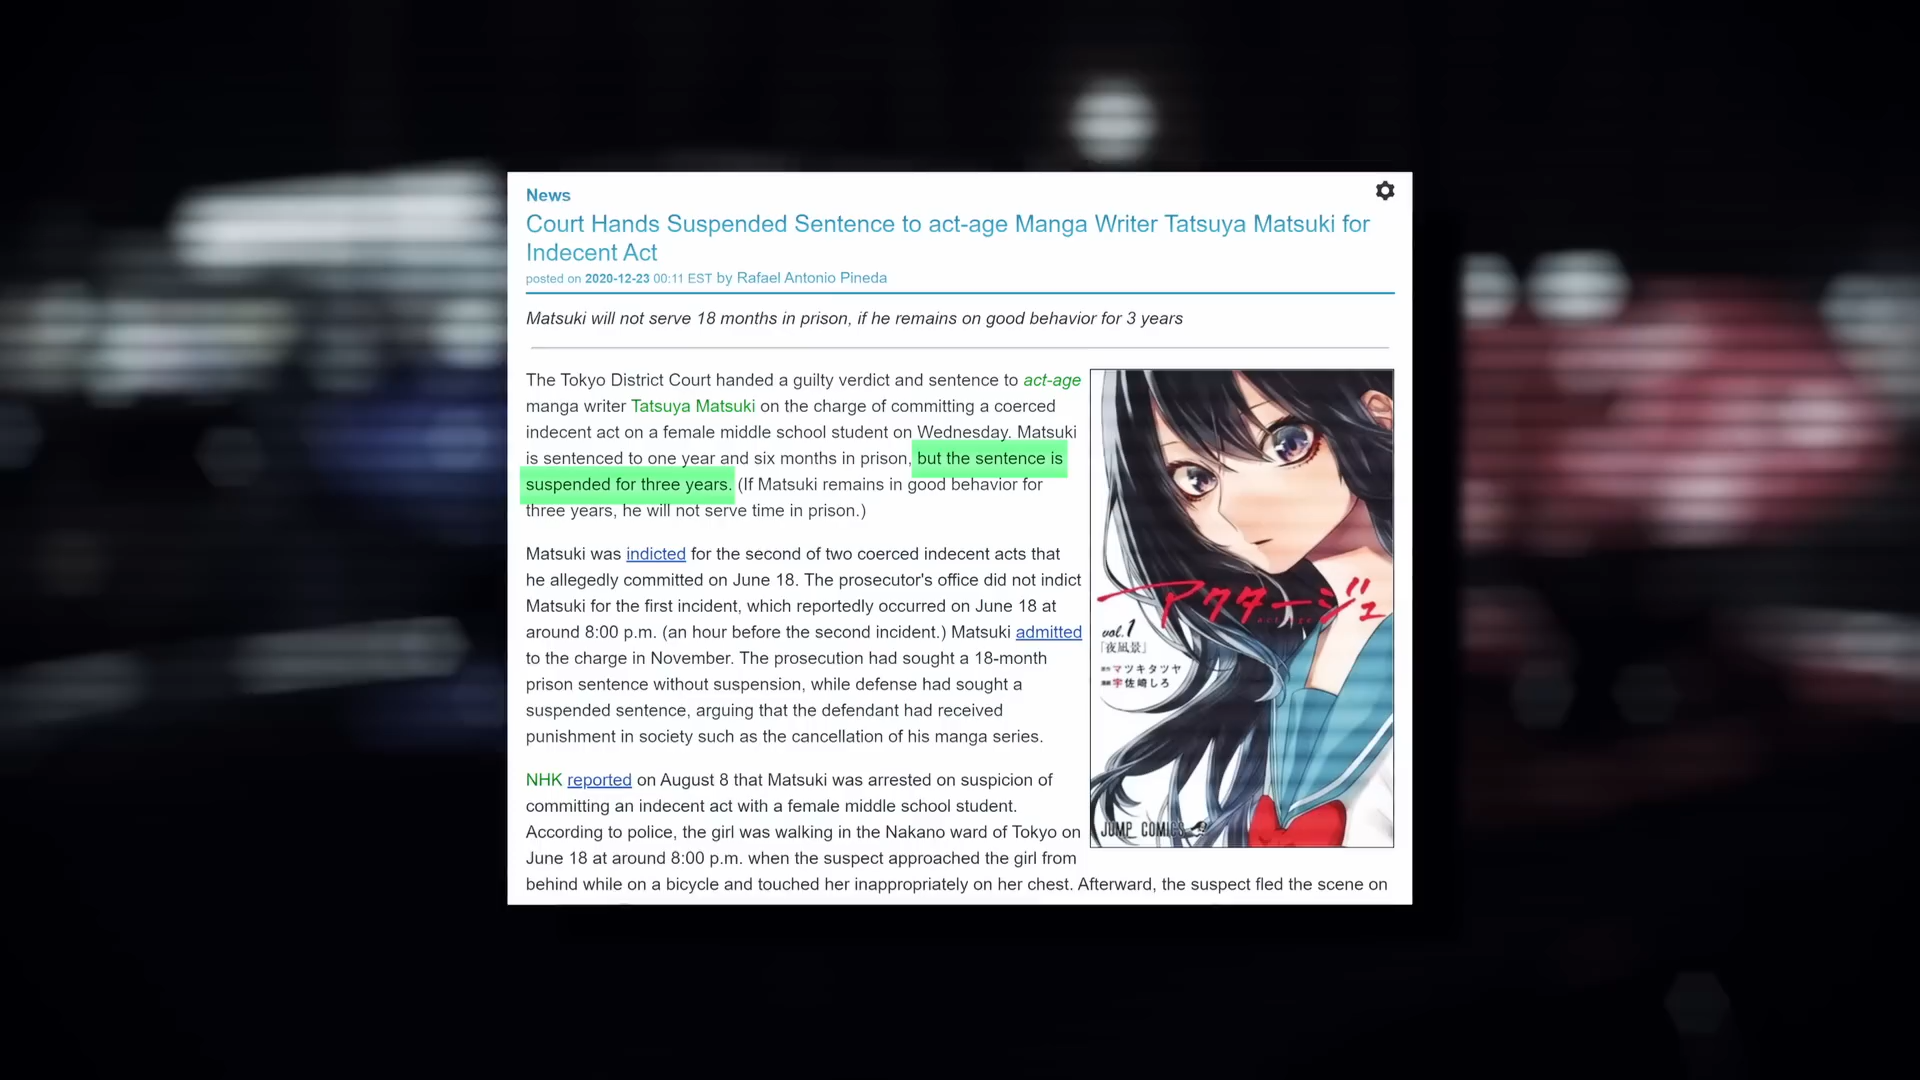 News
Court Hands Suspended Sentence to act-age Manga Writer Tatsuya Matsuki for
Indecent Act
posted on 2020-12-23 00:11 EST by Rafael Antonio Pineda
Matsuki will not serve 18 months in prison, if he remains on good behavior for 3 years
The Tokyo District Court handed a guilty verdict and sentence to act-age
manga writer Tatsuya Matsuki on the charge of committing a coerced
indecent act on a female middle school student on Wednesday. Matsuki
is sentenced to one year and six months in prison, but the sentence is
suspended for three years. (If Matsuki remains in good behavior for
three years, he will not serve time in prison.)
Matsuki was indicted for the second of two coerced indecent acts that
he allegedly committed on June 18. The prosecutor's office did not indict
Matsuki for the first incident, which reportedly occurred on June 18 at
around 8:00 p.m. (an hour before the second incident.) Matsuki admitted
to the charge in November. The prosecution had sought a 18-month
prison sentence without suspension, while defense had sought a
suspended sentence, arguing that the defendant had received
punishment in society such as the cancellation of his manga series.
NHK reported on August 8 that Matsuki was arrested on suspicion of
committing an indecent act with a female middle school student.
According to police, the girl was walking in the Nakano ward of Tokyo on
June 18 at around 8:00 p.m. when the suspect approached the girl from
behind while on a bicycle and touched her inappropriately on her chest. Afterward, the suspect fled the scene on
アクタージュ
vol.1
「夜凪景」
マツキタツヤ
宇佐崎しろ
JUMP COMICS